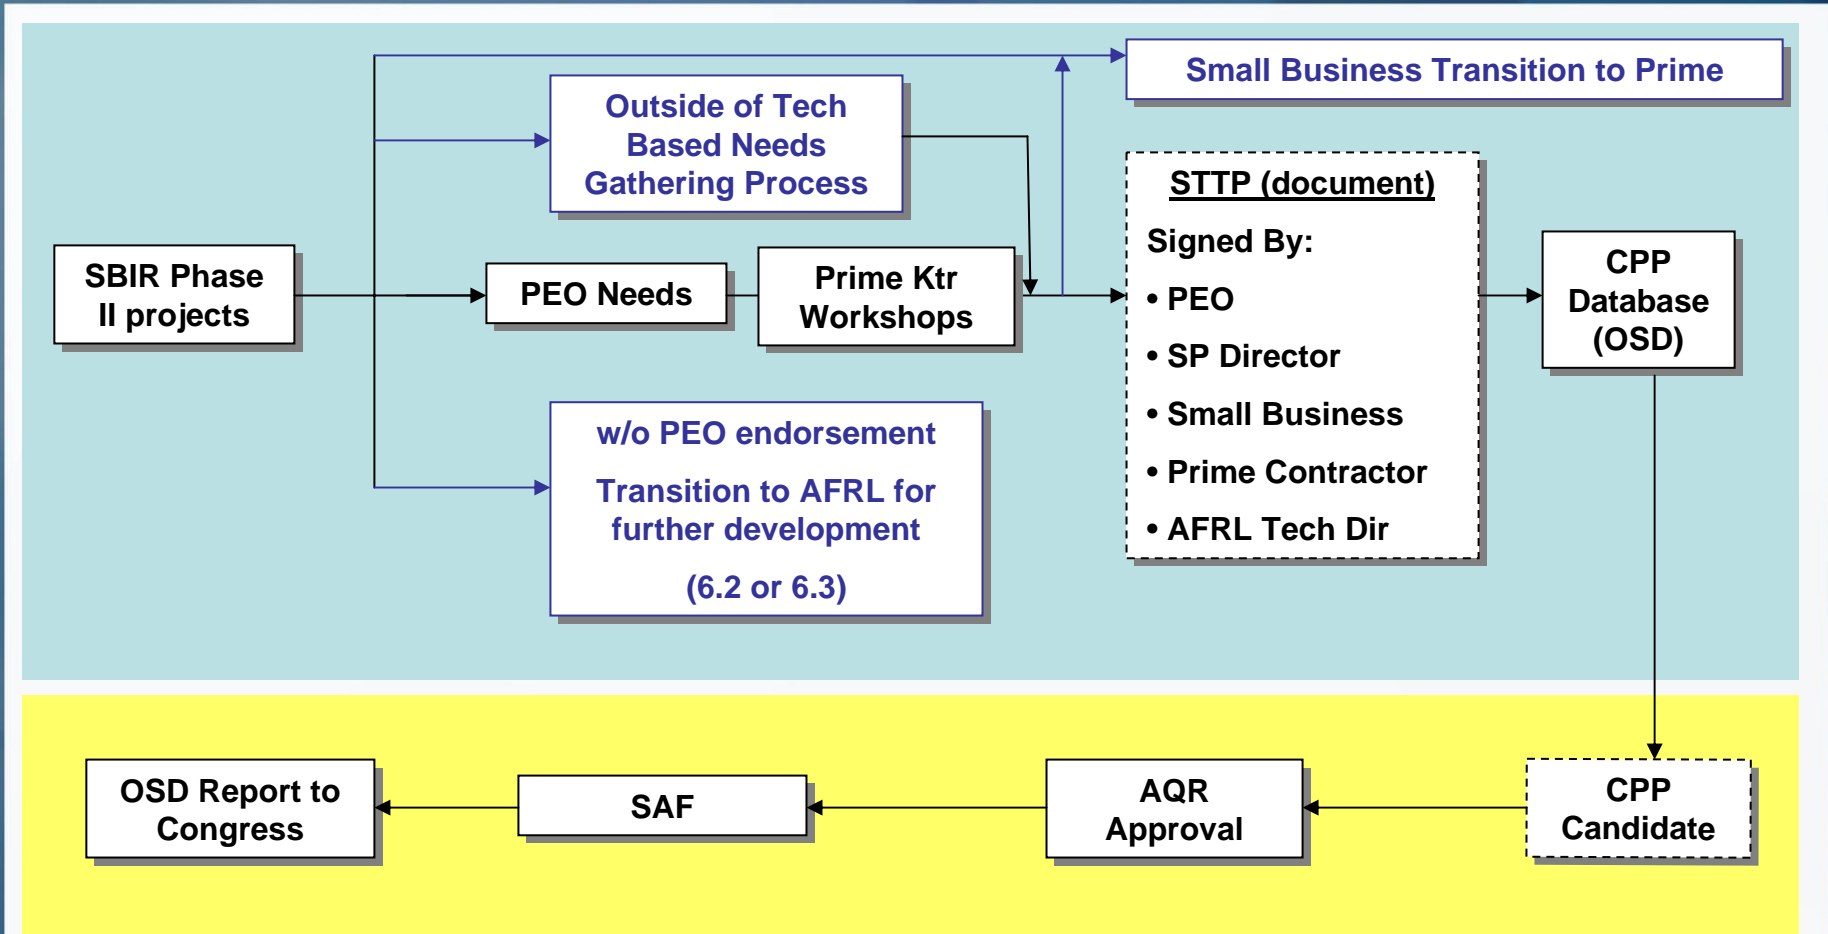 Small Business Transition to Prime
Outside of Tech
Based Needs
Gathering Process
SBIR Phase
II projects
PEO Needs
Prime Ktr
Workshops
STTP (document)
Signed By:
• PEO
• SP Director
• Small Business
• Prime Contractor
• AFRL Tech Dir
CPP
Database
(OSD)
w/o PEO endorsement
Transition to AFRL for
further development
(6.2 or 6.3)
OSD Report to
Congress
SAF
AQR
Approval
CPP
Candidate